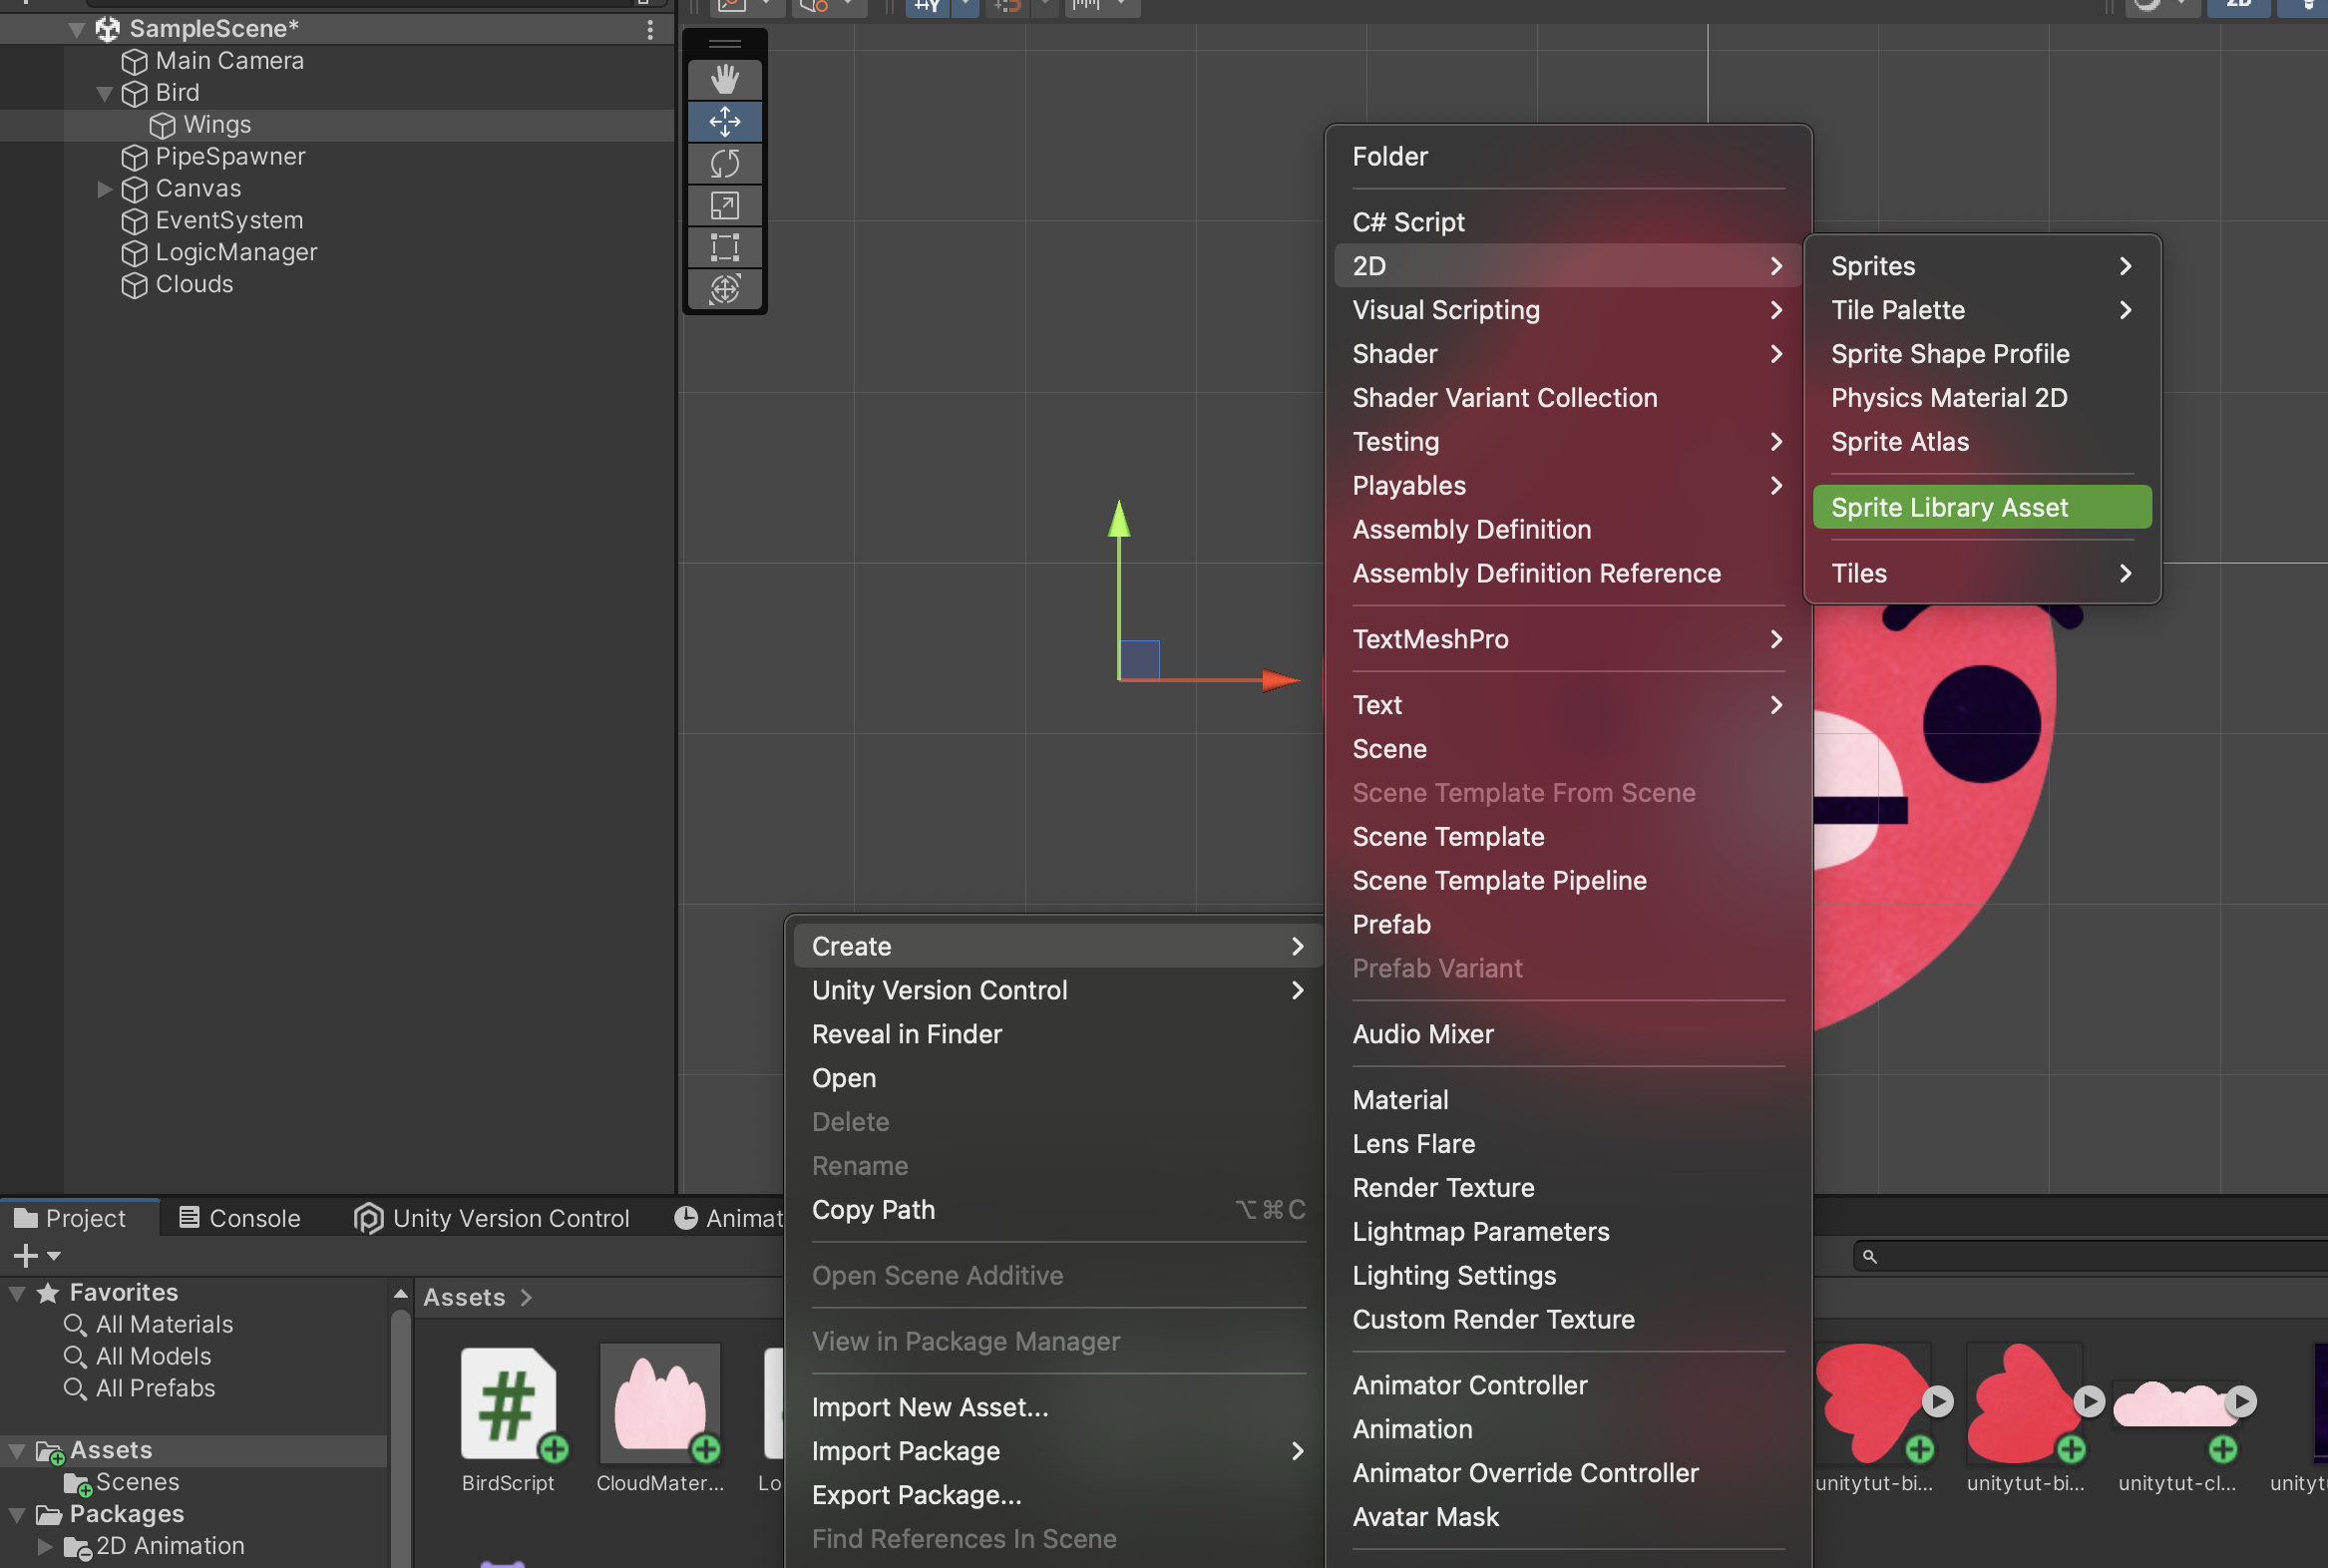 SampleScene*
Main Camera
Bird
Wings
PipeSpawner
Canvas
EventSystem
LogicManager
Clouds
2D
Folder
C# Script
2D
Visual Scripting
Shader
Shader Variant Collection
Testing
Playables
Assembly Definition
Assembly Definition Reference
TextMeshPro
Text
Scene
Scene Template From Scene
Scene Template
Scene Template Pipeline
Prefab
Prefab Variant
Audio Mixer
Material
Lens Flare
Render Texture
Lightmap Parameters
Lighting Settings
Custom Render Texture
Animator Controller
Animation
Animator Override Controller
Avatar Mask
Sprites
Tile Palette
Sprite Shape Profile
Physics Material 2D
Sprite Atlas
Sprite Library Asset
Tiles
Create
Unity Version Control
Reveal in Finder
Open
Delete
Rename
Copy Path ⌥⌘C
Open Scene Additive
View in Package Manager
Import New Asset...
Import Package
Export Package...
Find References In Scene
Project
Console
Unity Version Control
Animat
Favorites
All Materials
All Models
All Prefabs
Assets
Scenes
Packages
2D Animation
Assets >
#
BirdScript
CloudMater...
Lo
unitytut-bi...
unitytut-bi...
unitytut-cl...
unityt